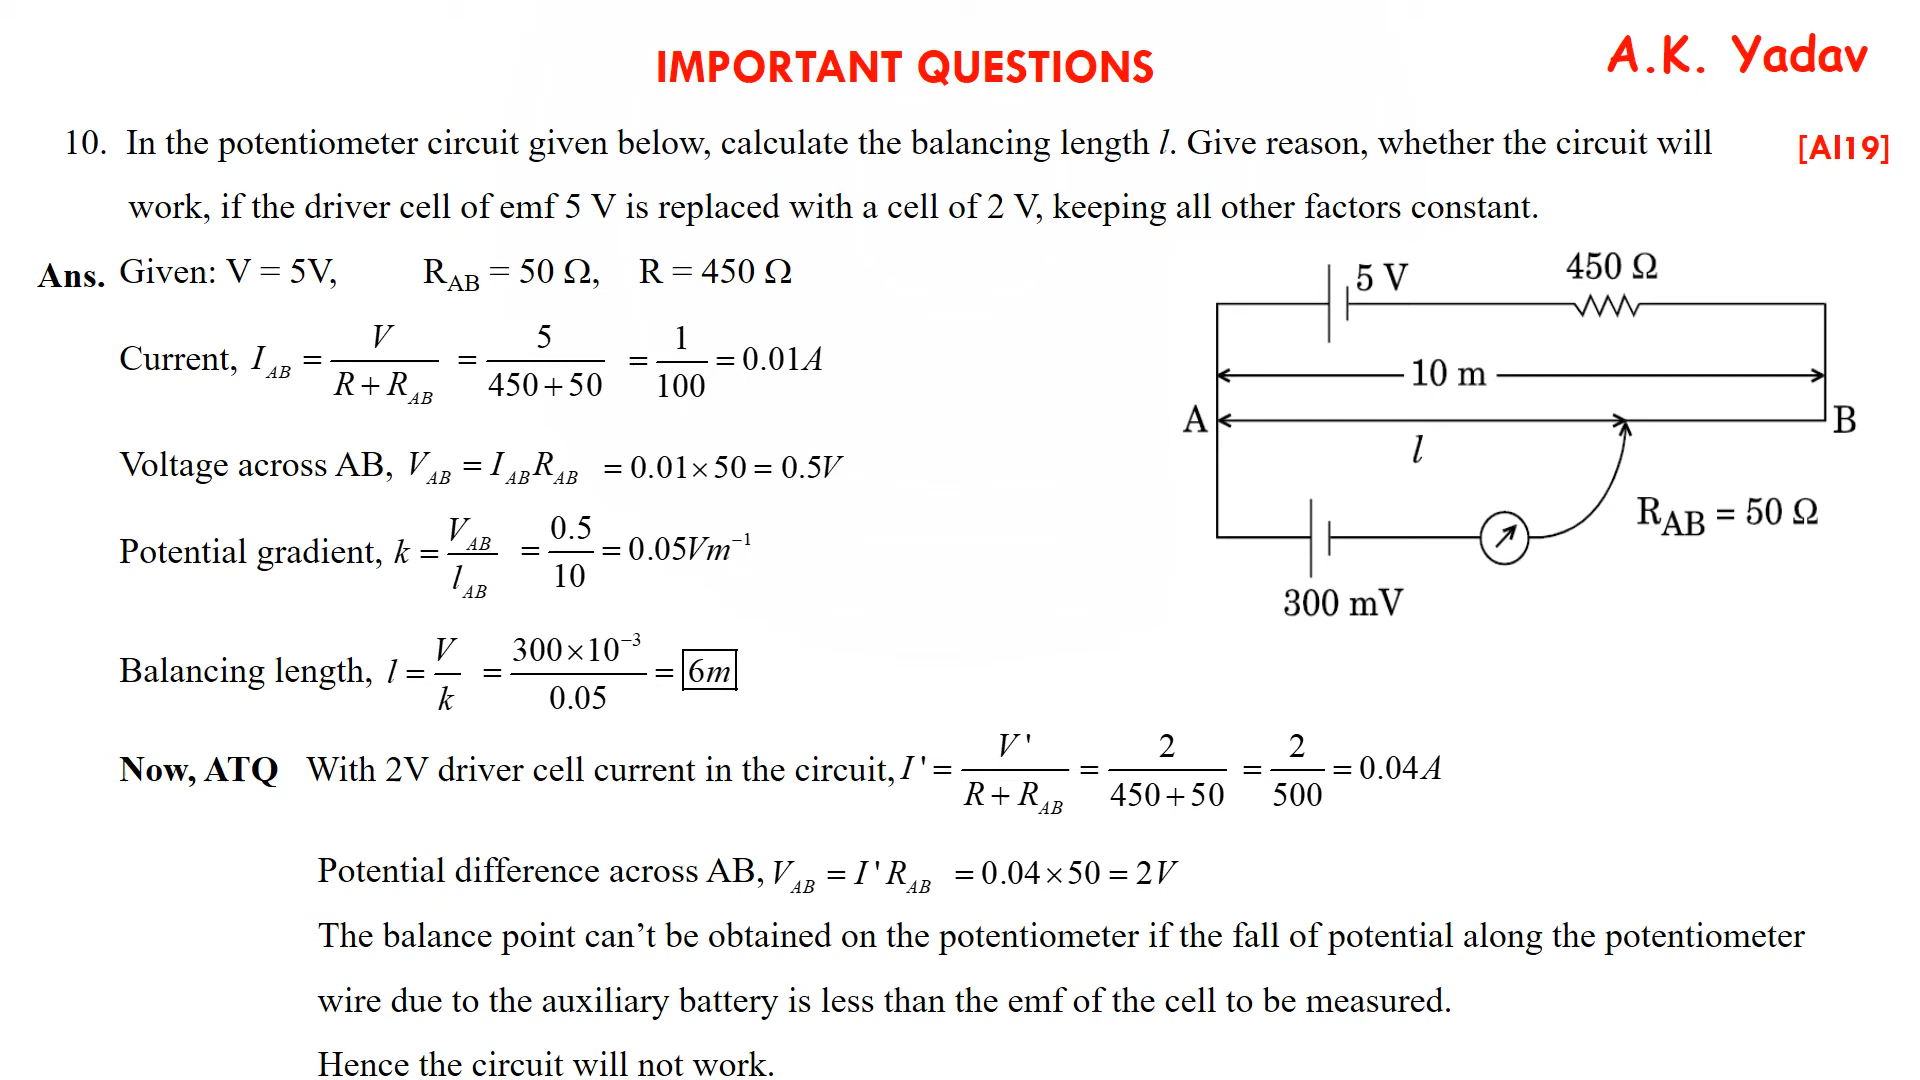 IMPORTANT QUESTIONS
A.K. Yadav
10. In the potentiometer circuit given below, calculate the balancing length l. Give reason, whether the circuit will [AI19]
work, if the driver cell of emf 5 V is replaced with a cell of 2 V, keeping all other factors constant.
Ans. Given: V = 5V, R_AB = 50 Ω, R = 450 Ω
Current, I_AB = V/(R + R_AB) = 5/(450+50) = 1/100 = 0.01A
Voltage across AB, V_AB = I_AB R_AB = 0.01×50 = 0.5V
Potential gradient, k = V_AB/l_AB = 0.5/10 = 0.05Vm⁻¹
Balancing length, l = V/k = 300×10⁻³/0.05 = 6m
Now, ATQ With 2V driver cell current in the circuit, I' = V'/(R + R_AB) = 2/(450+50) = 2/500 = 0.04A
Potential difference across AB, V_AB = I' R_AB = 0.04×50 = 2V
The balance point can't be obtained on the potentiometer if the fall of potential along the potentiometer
wire due to the auxiliary battery is less than the emf of the cell to be measured.
Hence the circuit will not work.
5 V
450 Ω
10 m
A
B
l
R_AB = 50 Ω
300 mV